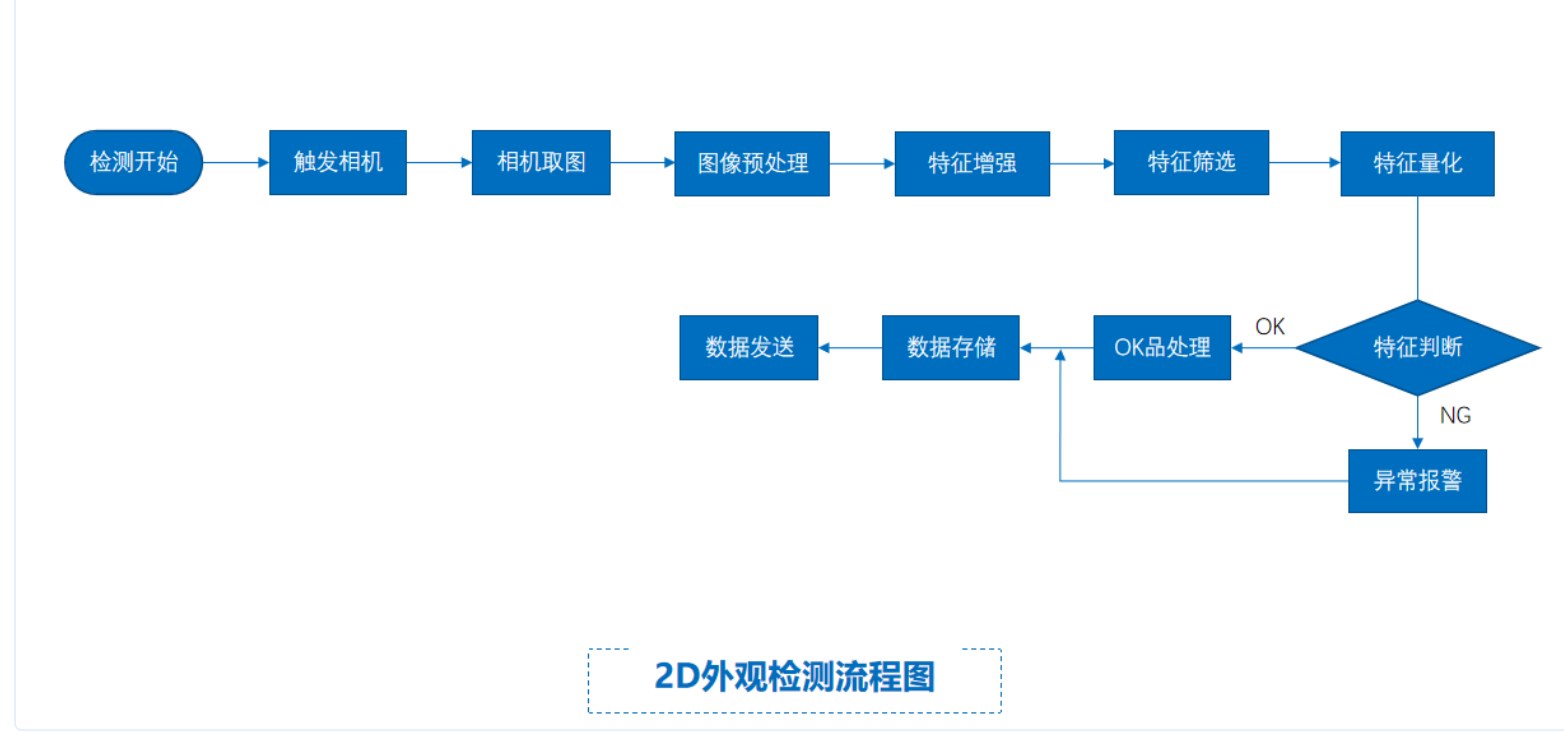 检测开始
触发相机
相机取图
图像预处理
特征增强
特征筛选
特征量化
数据发送
数据存储
OK品处理
OK
特征判断
NG
异常报警
2D外观检测流程图